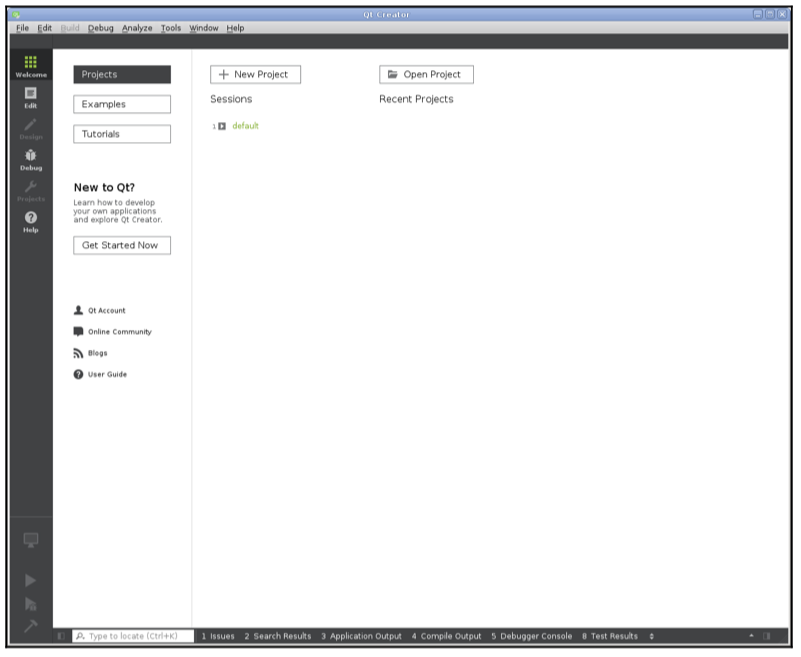 Qt Creator
File Edit Build Debug Analyze Tools Window Help
Welcome
Edit
Design
Debug
Projects
Help
Projects
Examples
Tutorials
New to Qt?
Learn how to develop
your own applications
and explore Qt Creator.
Get Started Now
Qt Account
Online Community
Blogs
User Guide
New Project
Open Project
Sessions
Recent Projects
1 default
Type to locate (Ctrl+K)
1 Issues 2 Search Results 3 Application Output 4 Compile Output 5 Debugger Console 8 Test Results